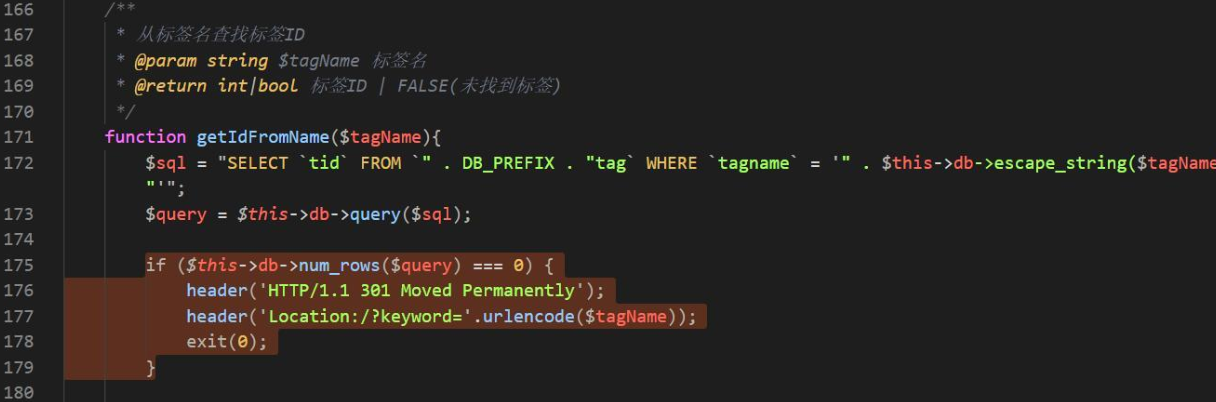 166 /**
167 * 从标签名查找标签ID
168 * @param string $tagName 标签名
169 * @return int|bool 标签ID | FALSE(未找到标签)
170 */
171 function getIdFromName($tagName){
172 $sql = "SELECT `tid` FROM `" . DB_PREFIX . "tag` WHERE `tagname` = '" . $this->db->escape_string($tagName
"'";
173 $query = $this->db->query($sql);
174
175 if ($this->db->num_rows($query) === 0) {
176 header('HTTP/1.1 301 Moved Permanently');
177 header('Location:/?keyword='.urlencode($tagName));
178 exit(0);
179 }
180